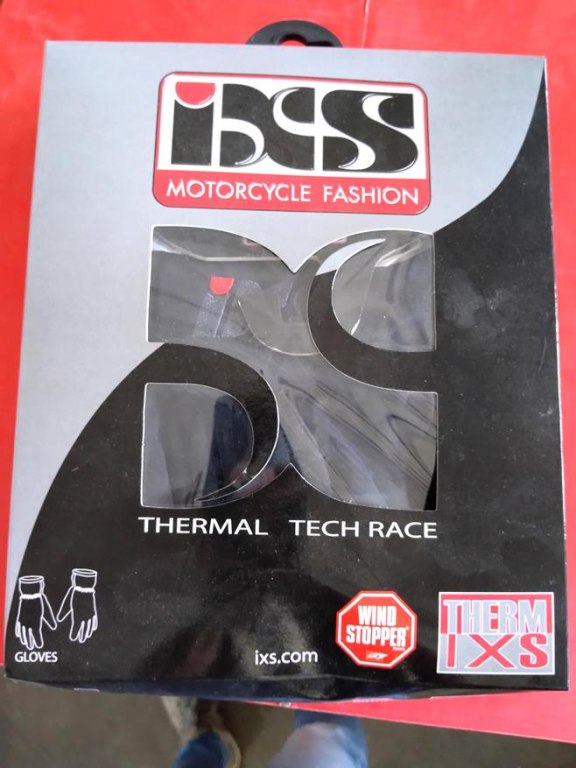 iXS
MOTORCYCLE FASHION
THERMAL TECH RACE
GLOVES
ixs.com
WIND
STOPPER®
THERM
IXS